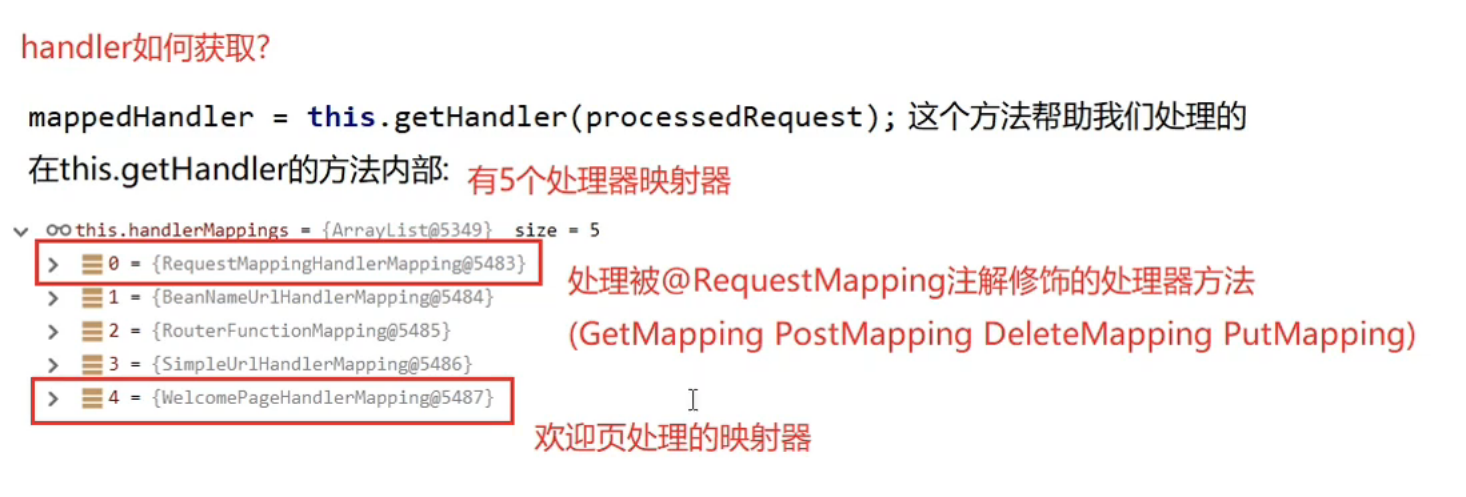 handler如何获取?
mappedHandler = this.getHandler(processedRequest); 这个方法帮助我们处理的
在this.getHandler的方法内部: 有5个处理器映射器
this.handlerMappings = {ArrayList@5349} size = 5
0 = {RequestMappingHandlerMapping@5483}
处理被@RequestMapping注解修饰的处理器方法
1 = {BeanNameUrlHandlerMapping@5484}
2 = {RouterFunctionMapping@5485}
(GetMapping PostMapping DeleteMapping PutMapping)
3 = {SimpleUrlHandlerMapping@5486}
4 = {WelcomePageHandlerMapping@5487}
欢迎页处理的映射器